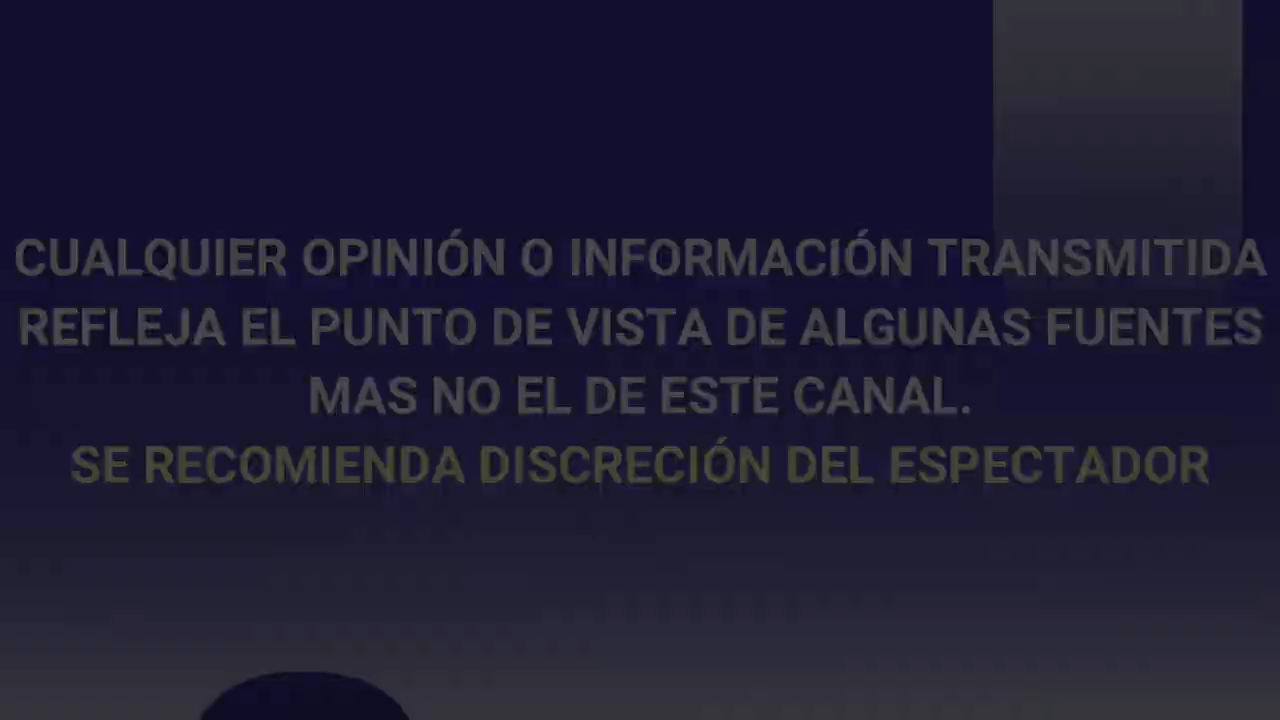 CUALQUIER OPINIÓN O INFORMACIÓN TRANSMITIDA
REFLEJA EL PUNTO DE VISTA DE ALGUNAS FUENTES
MAS NO EL DE ESTE CANAL.
SE RECOMIENDA DISCRECIÓN DEL ESPECTADOR